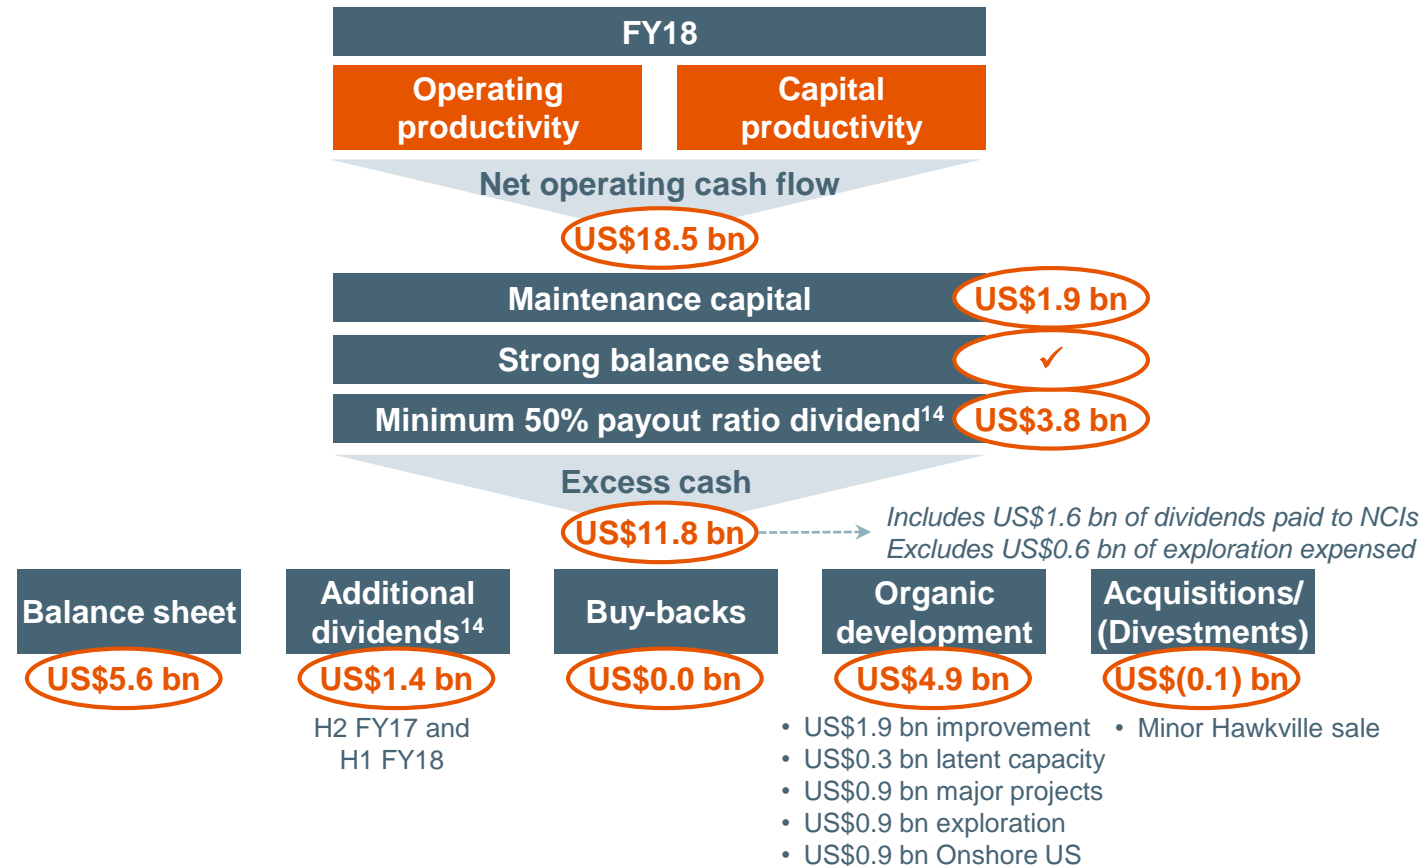 FY18
Operating
productivity
Capital
productivity
Net operating cash flow
US$18.5 bn
Maintenance capital
US$1.9 bn
Strong balance sheet
✓
Minimum 50% payout ratio dividend¹⁴
US$3.8 bn
Excess cash
US$11.8 bn
Includes US$1.6 bn of dividends paid to NCIs
Excludes US$0.6 bn of exploration expensed
Balance sheet
US$5.6 bn
Additional
dividends¹⁴
US$1.4 bn
H2 FY17 and
H1 FY18
Buy-backs
US$0.0 bn
Organic
development
US$4.9 bn
• US$1.9 bn improvement
• US$0.3 bn latent capacity
• US$0.9 bn major projects
• US$0.9 bn exploration
• US$0.9 bn Onshore US
Acquisitions/
(Divestments)
US$(0.1) bn
• Minor Hawkville sale